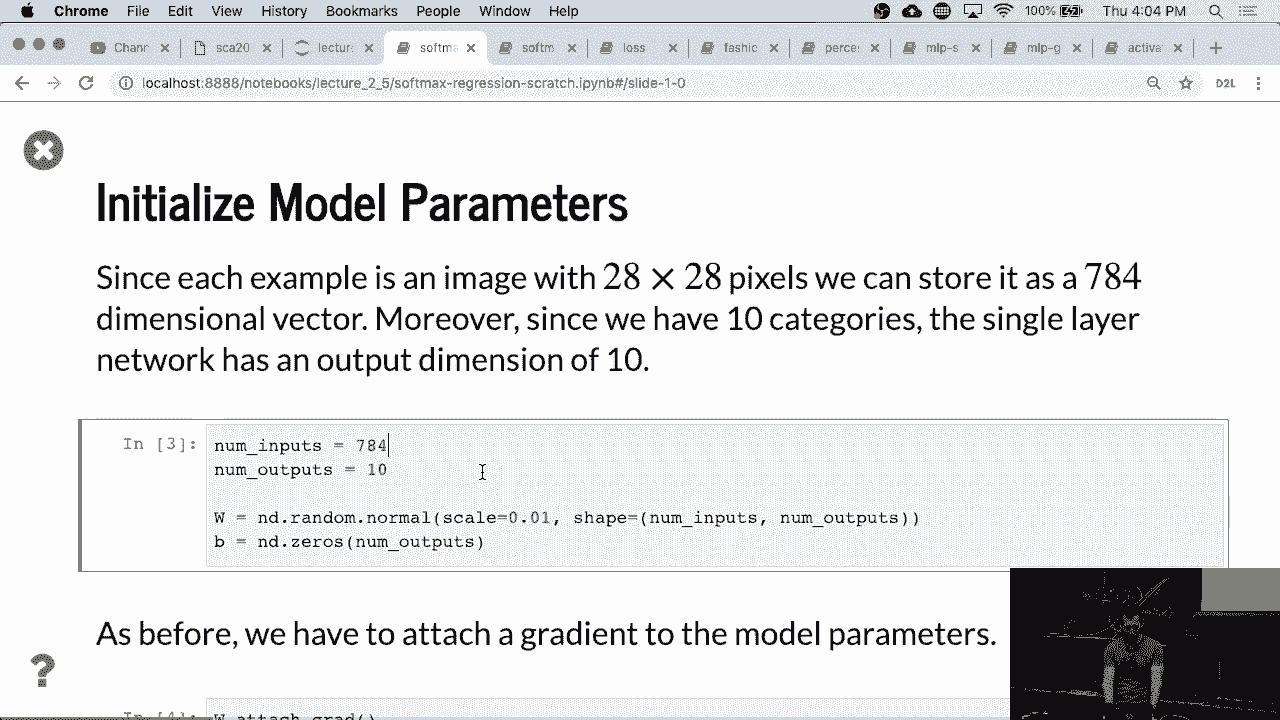 Chrome File Edit View History Bookmarks People Window Help 100% Thu 4:04 PM
Chann sca20 lecture softma softm loss fashic perce mlp-s mlp-g activa
localhost:8888/notebooks/lecture_2_5/softmax-regression-scratch.ipynb#/slide-1-0 D2L
Initialize Model Parameters
Since each example is an image with 28 × 28 pixels we can store it as a 784
dimensional vector. Moreover, since we have 10 categories, the single layer
network has an output dimension of 10.
In [3]: num_inputs = 784
num_outputs = 10
W = nd.random.normal(scale=0.01, shape=(num_inputs, num_outputs))
b = nd.zeros(num_outputs)
As before, we have to attach a gradient to the model parameters.
?
In [4]: W.attach_grad()